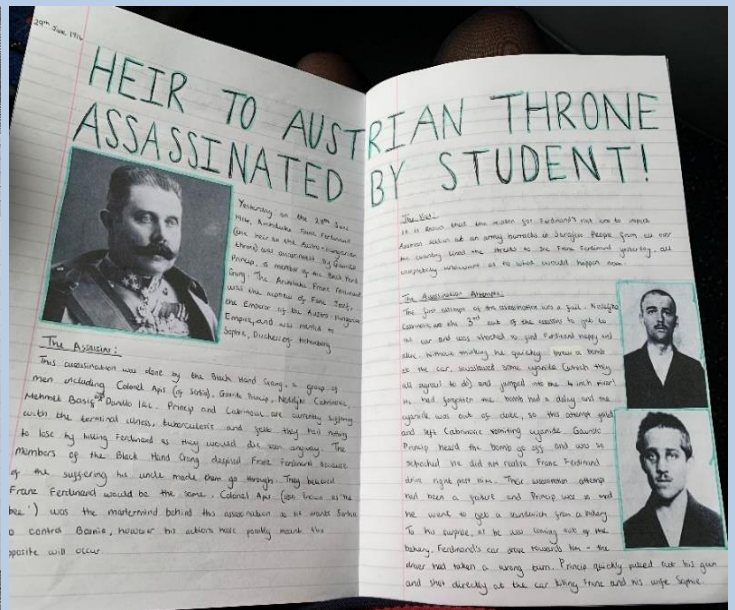 29th June 1914
HEIR TO AUSTRIAN THRONE
ASSASSINATED BY STUDENT!
Yesterday, on the 28th June
1914, Archduke Franz Ferdinand
(the heir to the Austro-Hungarian
throne) was assassinated by Gavrilo
Princip, a member of the Black Hand
Gang. The Archduke Franz Ferdinand
was the nephew of Franz Josef,
the Emperor of the Austro-Hungarian
Empire, and was married to
Sophie, Duchess of Hohenberg
The Assassins:
This assassination was done by the Black Hand Gang, a group of
men including Colonel Apis (of Serbia), Gavrilo Princip, Nedeljko Cabrinovic,
Mehmet Basic and Danilo Ilic. Princip and Cabrinovic are currently suffering
with the terminal illness, tuberculosis and felt they had nothing
to lose by killing Ferdinand as they would die soon anyway. The
members of the Black Hand Gang despised Franz Ferdinand because
of the suffering his uncle made them go through. They believed
Franz Ferdinand would be the same. Colonel Apis (also known as 'the
bee') was the mastermind behind this assassination as he wants Serbia
to control Bosnia, however his actions have possibly meant the
opposite will occur.
The Visit:
It is known that the reason for Ferdinand's visit was to inspect
Austrian soldiers at an army barracks in Sarajevo. People from all over
the country lined the streets to see Franz Ferdinand yesterday, all
completely unaware as to what would happen next.
The Assassination Attempts:
The first attempt of the assassination was a fail. Nedeljko
Cabrinovic was the 3rd out of the assassins to get to
the car and was shocked to find Ferdinand happy and
alive. Without thinking he quickly threw a bomb
at the car, swallowed some cyanide (which they
all agreed to do) and jumped into the 4 inch river.
He had forgotten the bomb had a delay and the
cyanide was out of date, so this attempt failed
and left Cabrinovic vomiting cyanide. Gavrilo
Princip heard the bomb go off and was so
he did not realise Franz Ferdinand
drive right past him. These assassination attempts
had been a failure and Princip was so mad
he went to get a sandwich from a bakery.
To his surprise, as he was coming out of the
bakery, Ferdinand's car drove towards him - the
driver had taken a wrong turn. Princip quickly pulled out his gun
and shot directly at the car killing Franz and his wife Sophie.